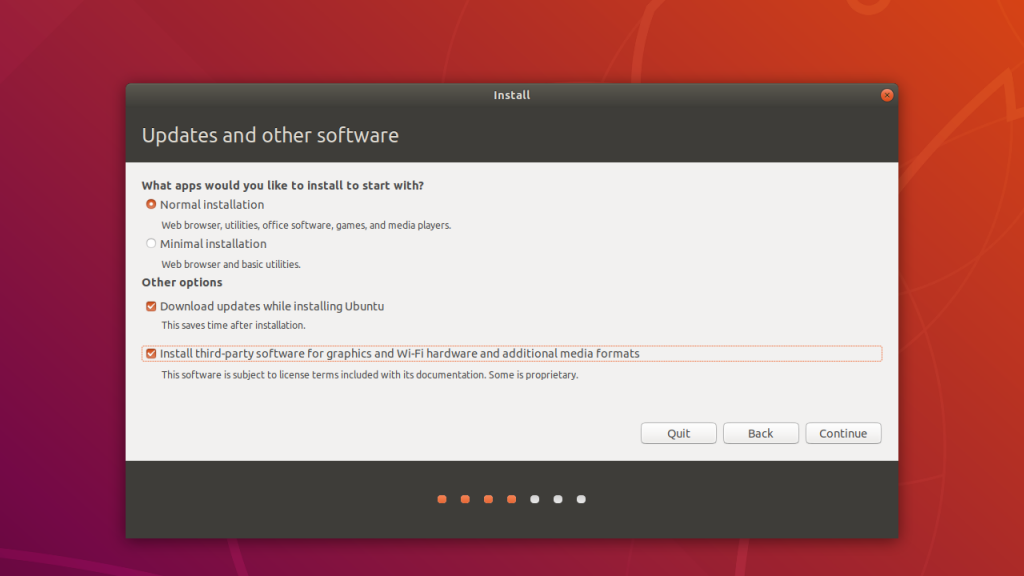 Install
Updates and other software
What apps would you like to install to start with?
Normal installation
Web browser, utilities, office software, games, and media players.
Minimal installation
Web browser and basic utilities.
Other options
Download updates while installing Ubuntu
This saves time after installation.
Install third-party software for graphics and Wi-Fi hardware and additional media formats
This software is subject to license terms included with its documentation. Some is proprietary.
Quit Back Continue